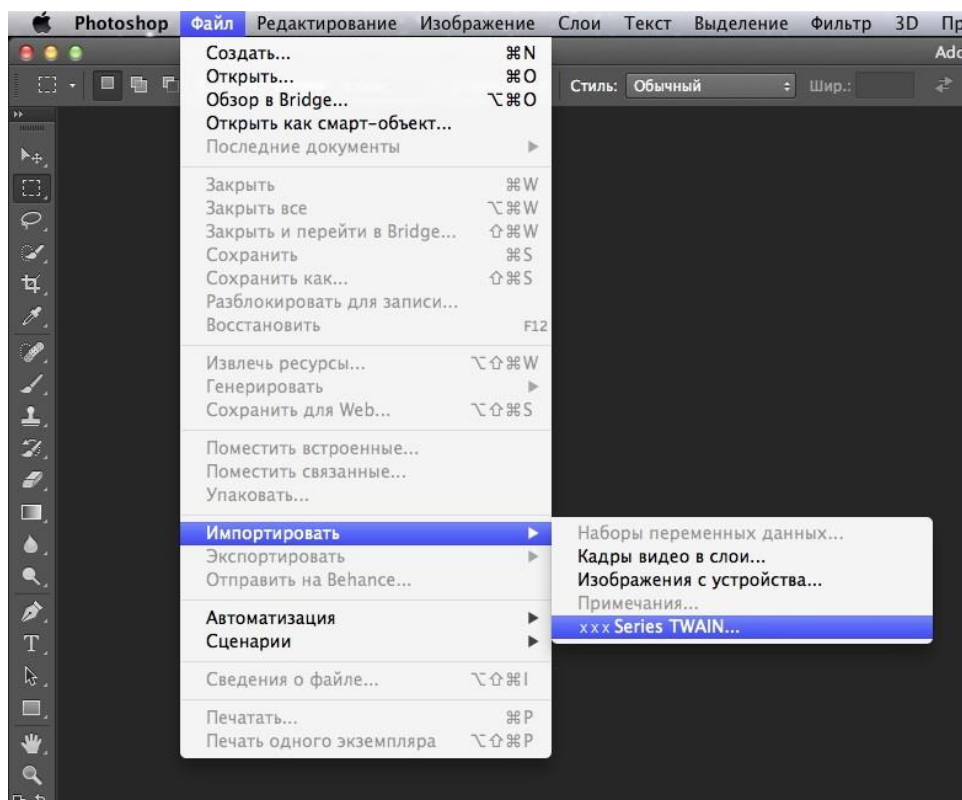 Photoshop Файл Редактирование Изображение Слои Текст Выделение Фильтр 3D Пр
Ado
Стиль: Обычный Шир.:
Создать... ⌘N
Открыть... ⌘O
Обзор в Bridge... ⌥⌘O
Открыть как смарт-объект...
Последние документы
Закрыть ⌘W
Закрыть все ⌥⌘W
Закрыть и перейти в Bridge... ⇧⌘W
Сохранить ⌘S
Сохранить как... ⇧⌘S
Разблокировать для записи...
Восстановить F12
Извлечь ресурсы... ⌥⇧⌘W
Генерировать
Сохранить для Web... ⌥⇧⌘S
Поместить встроенные...
Поместить связанные...
Упаковать...
Импортировать
Экспортировать
Отправить на Behance...
Автоматизация
Сценарии
Сведения о файле... ⌥⇧⌘I
Печатать... ⌘P
Печать одного экземпляра ⌥⇧⌘P
Наборы переменных данных...
Кадры видео в слои...
Изображения с устройства...
Примечания...
xxx Series TWAIN...